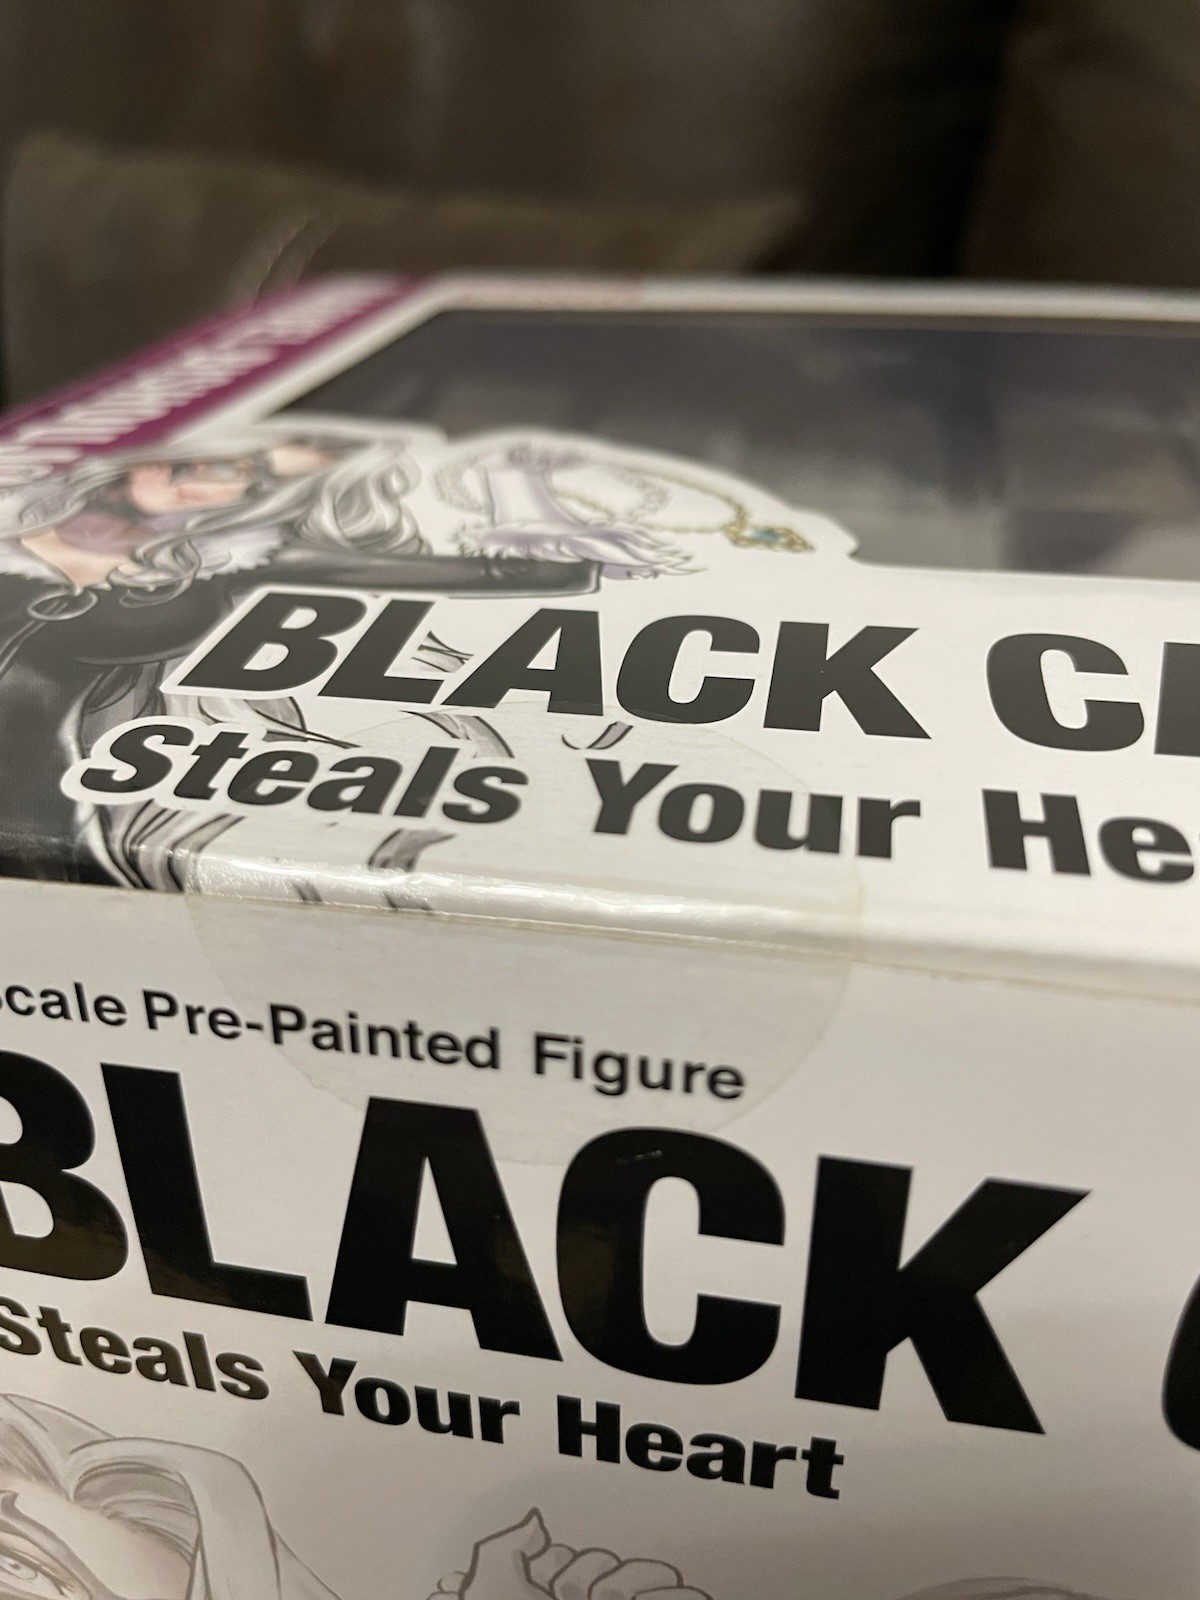 BLACK C
Steals Your He
cale Pre-Painted Figure
BLACK
Steals Your Heart